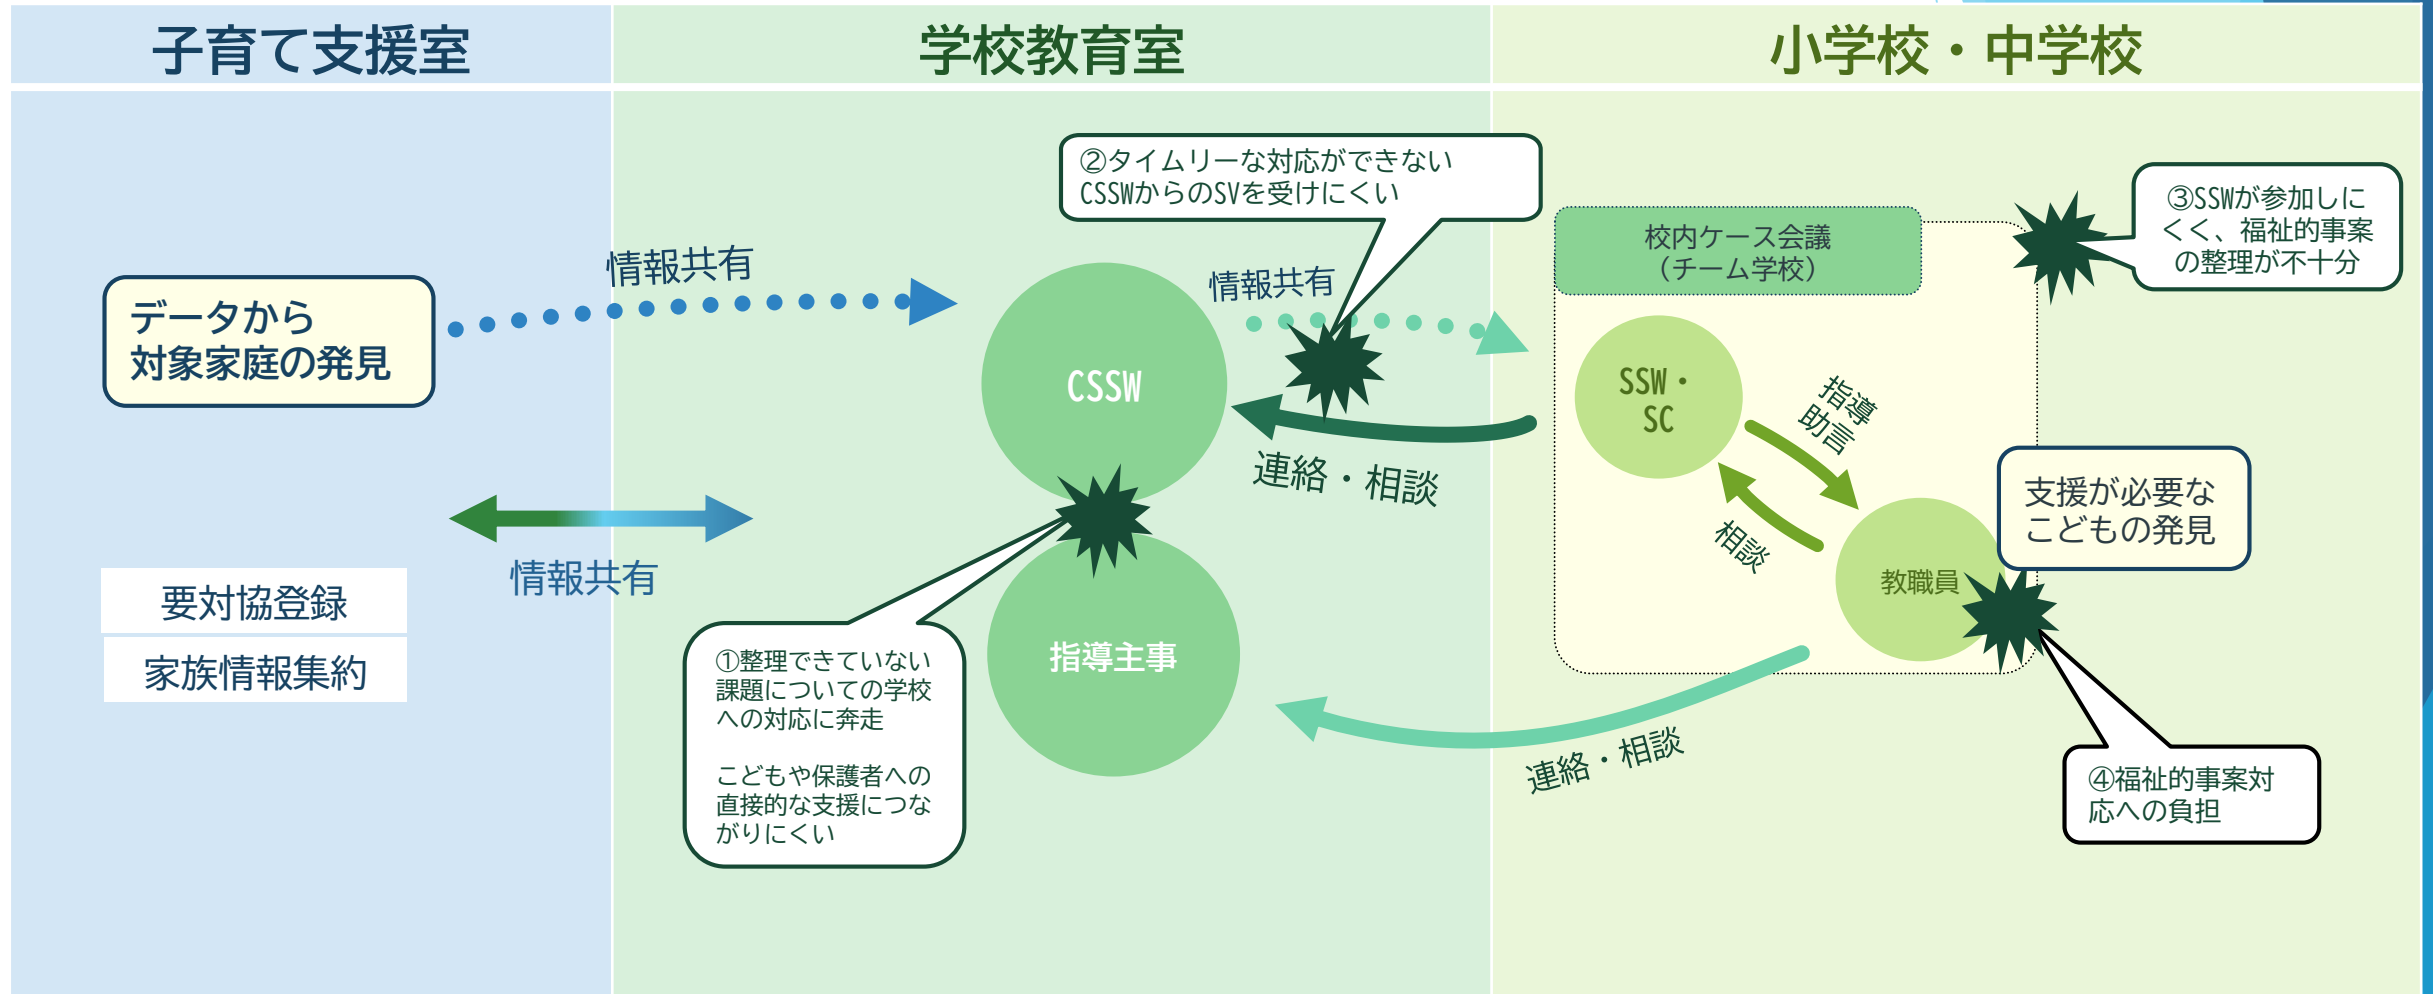 子育て支援室
学校教育室
小学校・中学校
データから
対象家庭の発見
情報共有
情報共有
要対協登録
家族情報集約
②タイムリーな対応ができない
CSSWからのSVを受けにくい
情報共有
CSSW
連絡・相談
指導主事
①整理できていない
課題についての学校
への対応に奔走
こどもや保護者への
直接的な支援につな
がりにくい
連絡・相談
校内ケース会議
（チーム学校）
③SSWが参加しに
くく、福祉的事案
の整理が不十分
SSW・
SC
指導
助言
相談
教職員
支援が必要な
こどもの発見
④福祉的事案対
応への負担